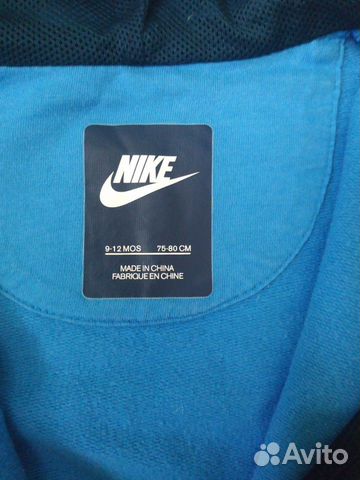 NIKE
9-12 MOS 75-80 CM
MADE IN CHINA
FABRIQUE EN CHINE
Avito